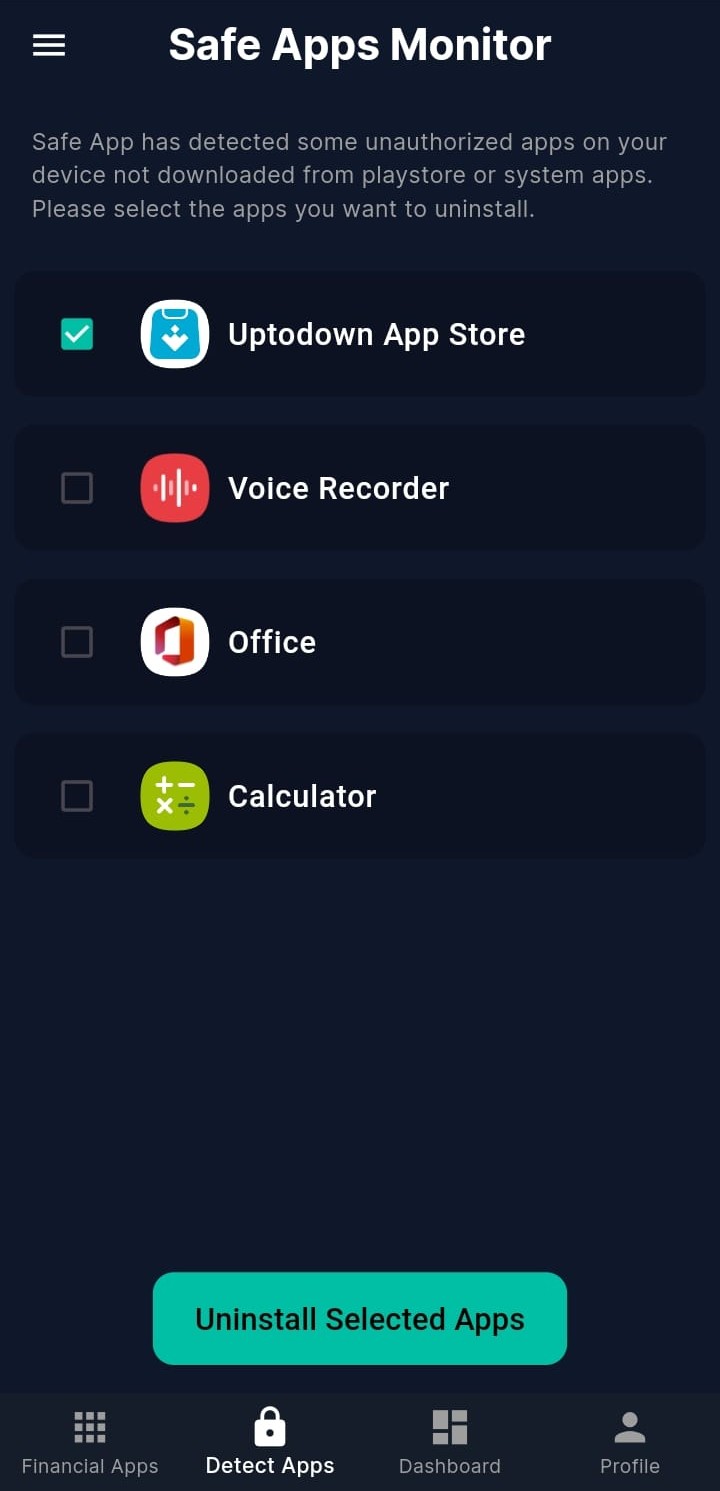 Safe Apps Monitor
Safe App has detected some unauthorized apps on your
device not downloaded from playstore or system apps.
Please select the apps you want to uninstall.
Uptodown App Store
Voice Recorder
Office
Calculator
Uninstall Selected Apps
Financial Apps
Detect Apps
Dashboard
Profile